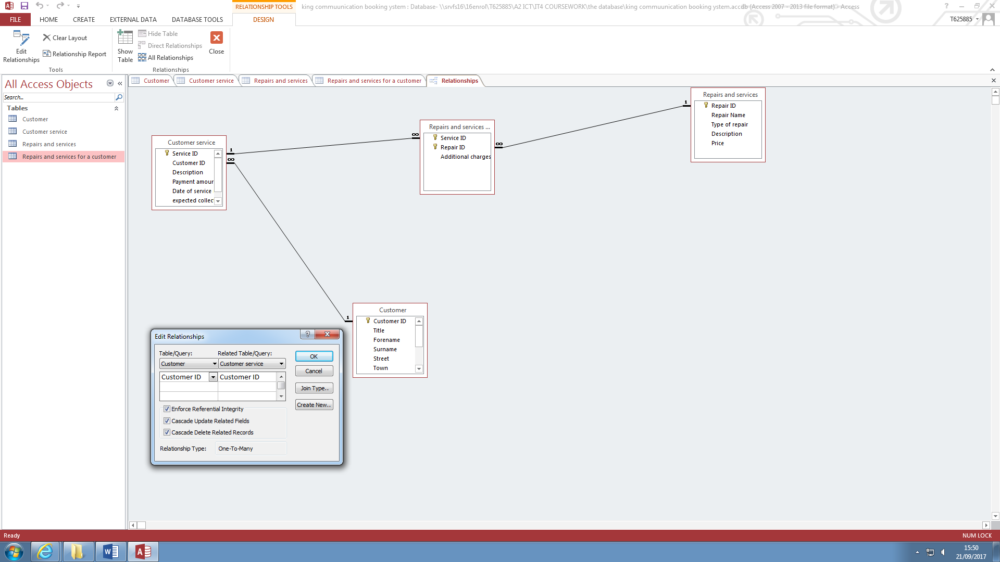 RELATIONSHIP TOOLS
king commuunication booking ystem : Database- \\srvfs16\16enrol\T625885\A2 ICT\IT4 COURSEWORK\the database\king commuunication booking ystem.accdb (Access 2007 - 2013 file format) - Access
?
FILE HOME CREATE EXTERNAL DATA DATABASE TOOLS DESIGN
T625885
Edit
Relationships
Clear Layout
Relationship Report
Tools
Show
Table
Hide Table
Direct Relationships
All Relationships
Close
Relationships
All Access Objects
Search...
Tables
Customer
Customer service
Repairs and services
Repairs and services for a customer
Customer Customer service Repairs and services Repairs and services for a customer Relationships
Customer service
Service ID
Customer ID
Description
Payment amour
Date of service
expected collec
1
∞
∞
Repairs and services ...
Service ID
Repair ID
Additional charges
∞
1
Repairs and services
Repair ID
Repair Name
Type of repair
Description
Price
1
Customer
Customer ID
Title
Forename
Surname
Street
Town
Edit Relationships
?
Table/Query: Related Table/Query:
Customer Customer service
Customer ID Customer ID
OK
Cancel
Join Type..
Create New..
Enforce Referential Integrity
Cascade Update Related Fields
Cascade Delete Related Records
Relationship Type: One-To-Many
Ready
NUM LOCK
15:50
21/09/2017